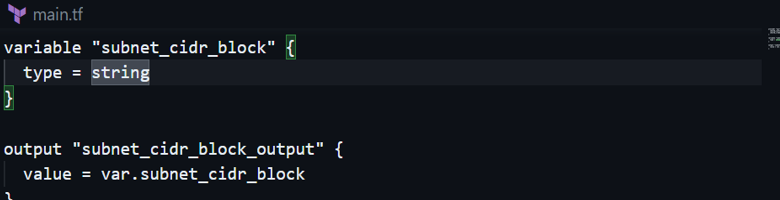 main.tf
variable "subnet_cidr_block" {
  type = string
}
output "subnet_cidr_block_output" {
  value = var.subnet_cidr_block
}